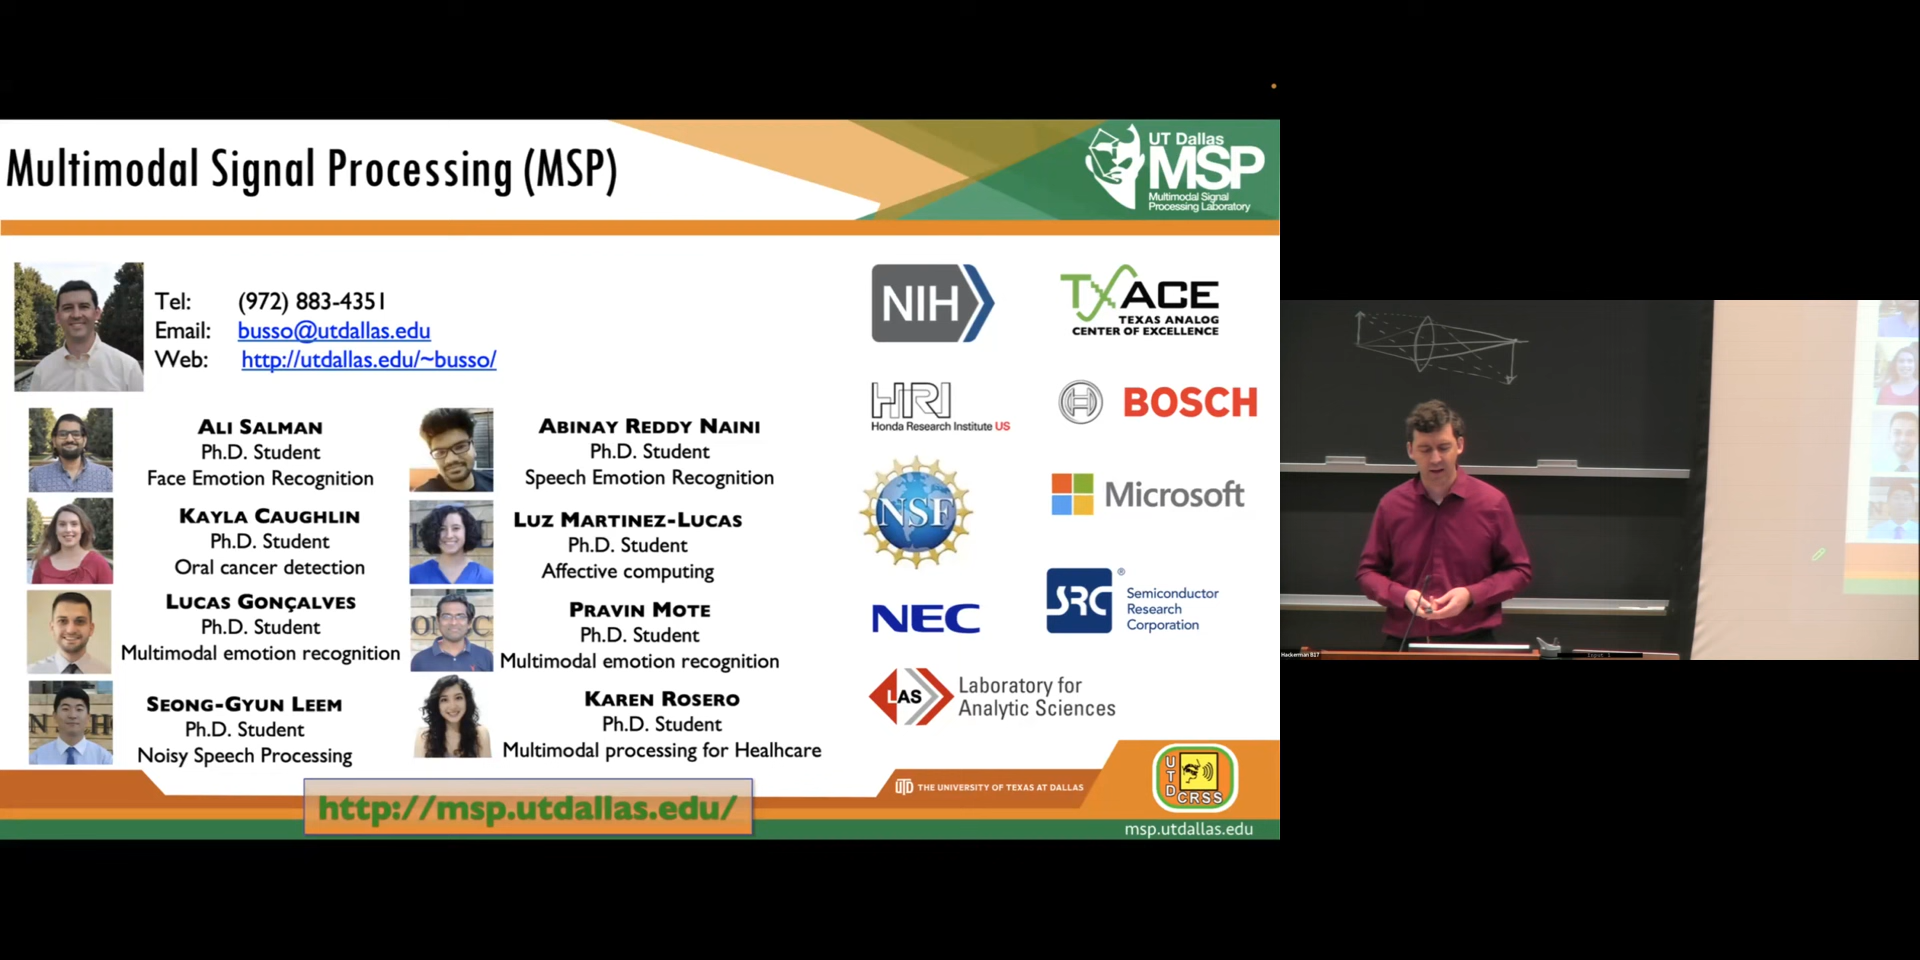 Multimodal Signal Processing (MSP)
UT Dallas
MSP
Multimodal Signal
Processing Laboratory
Tel: (972) 883-4351
Email: busso@utdallas.edu
Web: http://utdallas.edu/~busso/
ALI SALMAN
Ph.D. Student
Face Emotion Recognition
ABINAY REDDY NAINI
Ph.D. Student
Speech Emotion Recognition
KAYLA CAUGHLIN
Ph.D. Student
Oral cancer detection
LUZ MARTINEZ-LUCAS
Ph.D. Student
Affective computing
LUCAS GONÇALVES
Ph.D. Student
Multimodal emotion recognition
PRAVIN MOTE
Ph.D. Student
Multimodal emotion recognition
SEONG-GYUN LEEM
Ph.D. Student
Noisy Speech Processing
KAREN ROSERO
Ph.D. Student
Multimodal processing for Healhcare
NIH
TxACE
TEXAS ANALOG
CENTER OF EXCELLENCE
HRI
Honda Research Institute US
BOSCH
NSF
Microsoft
NEC
SRC®
Semiconductor
Research
Corporation
LAS
Laboratory for
Analytic Sciences
http://msp.utdallas.edu/
UTD THE UNIVERSITY OF TEXAS AT DALLAS
UTD
CRSS
msp.utdallas.edu
Hackerman B17